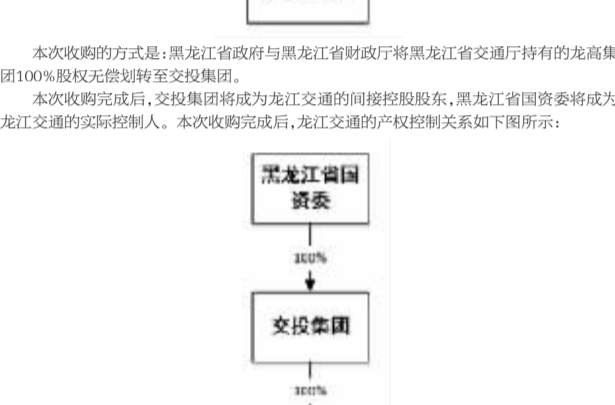 本次收购的方式是:黑龙江省政府与黑龙江省财政厅将黑龙江省交通厅持有的龙高集
团100%股权无偿划转至交投集团。
本次收购完成后,交投集团将成为龙江交通的间接控股股东,黑龙江省国资委将成为
龙江交通的实际控制人。本次收购完成后,龙江交通的产权控制关系如下图所示:
黑龙江省国
资委
100%
交投集团
100%